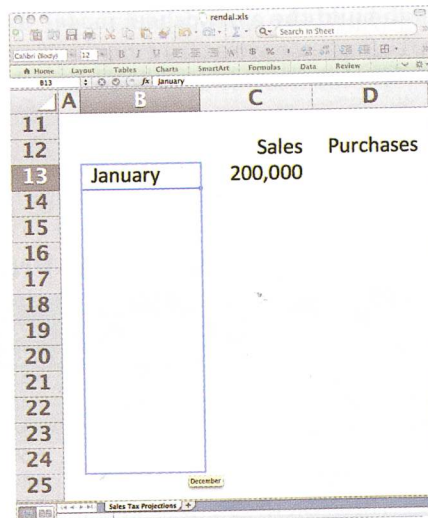 rendal.xls
Search in Sheet
Calibri (Body) 12 B I U $ %
Home Layout Tables Charts SmartArt Formulas Data Review
B13 fx January
A B C D
11
12 Sales Purchases
13 January 200,000
14
15
16
17
18
19
20
21
22
23
24
December
25
Sales Tax Projections +